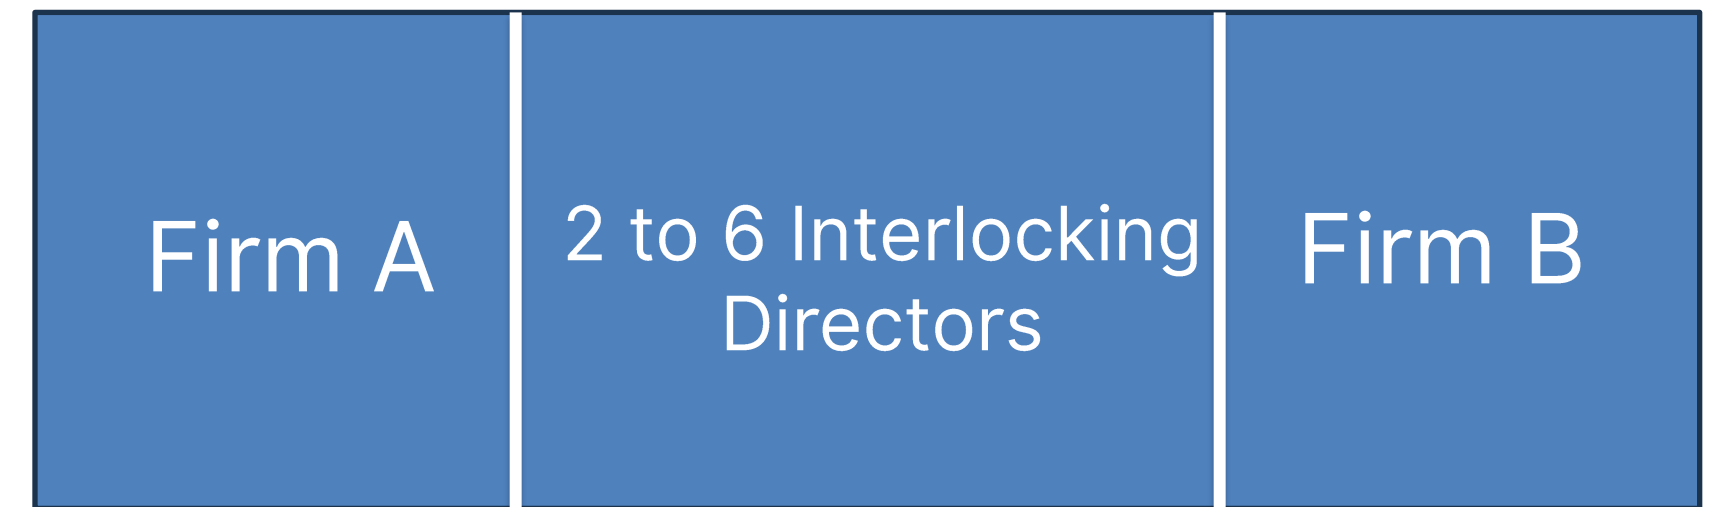 Firm A
2 to 6 Interlocking
Directors
Firm B